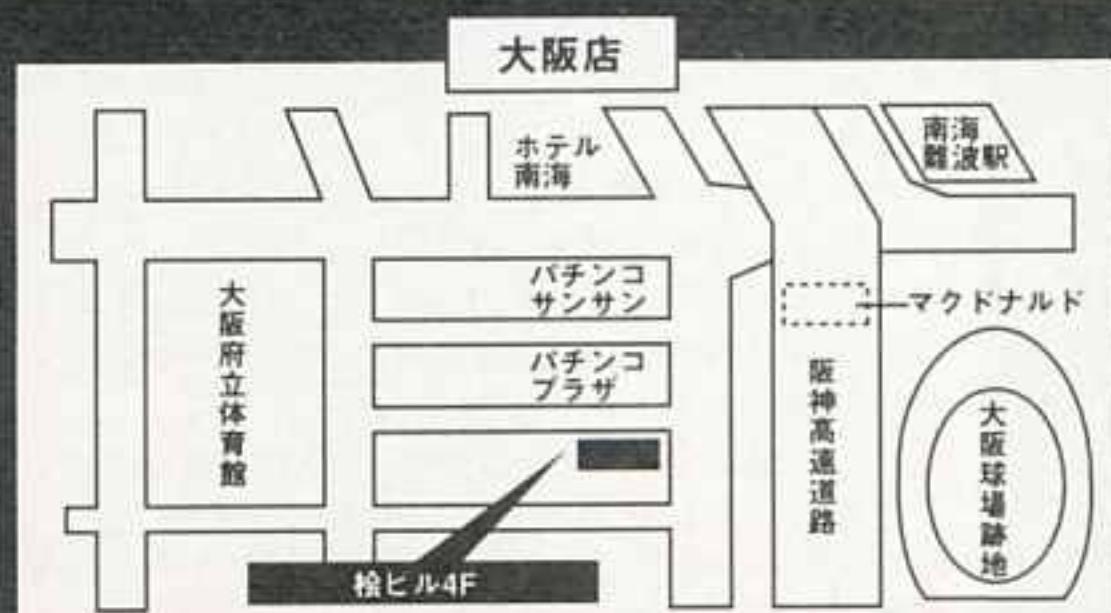 大阪店
ホテル
南海
南海
難波駅
パチンコ
サンサン
マクドナルド
大阪府立体育館
パチンコ
プラザ
阪神高速道路
大阪球場跡地
桧ビル4F